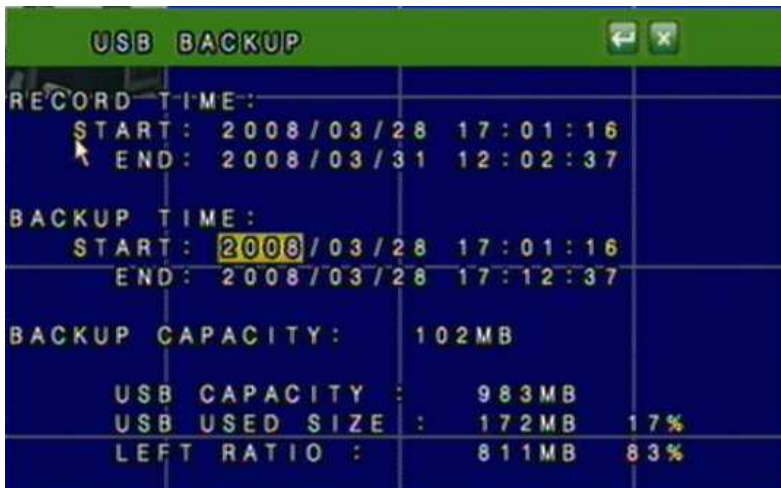 USB BACKUP
RECORD TIME:
START: 2008/03/28 17:01:16
END: 2008/03/31 12:02:37
BACKUP TIME:
START: 2008/03/28 17:01:16
END: 2008/03/28 17:12:37
BACKUP CAPACITY: 102MB
USB CAPACITY : 983MB
USB USED SIZE : 172MB 17%
LEFT RATIO : 811MB 83%